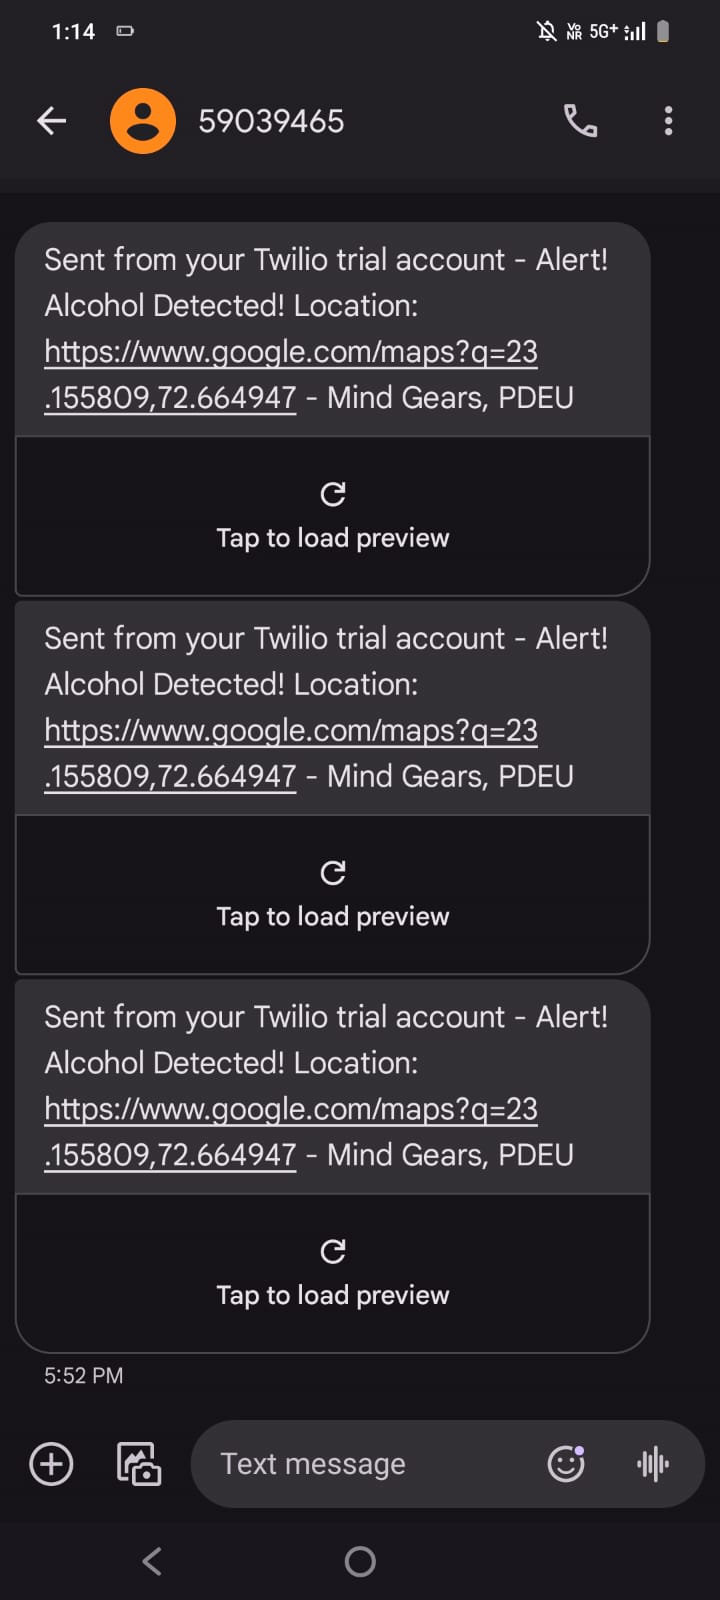 1:14
Vo
NR 5G+
59039465
Sent from your Twilio trial account - Alert!
Alcohol Detected! Location:
https://www.google.com/maps?q=23
.155809,72.664947 - Mind Gears, PDEU
Tap to load preview
Sent from your Twilio trial account - Alert!
Alcohol Detected! Location:
https://www.google.com/maps?q=23
.155809,72.664947 - Mind Gears, PDEU
Tap to load preview
Sent from your Twilio trial account - Alert!
Alcohol Detected! Location:
https://www.google.com/maps?q=23
.155809,72.664947 - Mind Gears, PDEU
Tap to load preview
5:52 PM
Text message